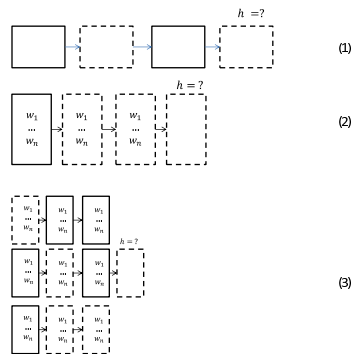 h =?
(1)
h =?
w₁ w₁ w₁
... ... ...
wₙ wₙ wₙ
(2)
w₁ w₁ w₁
... ... ...
wₙ wₙ wₙ
h =?
w₁ w₁ w₁
... ... ...
wₙ wₙ wₙ
(3)
w₁ w₁ w₁
... ... ...
wₙ wₙ wₙ